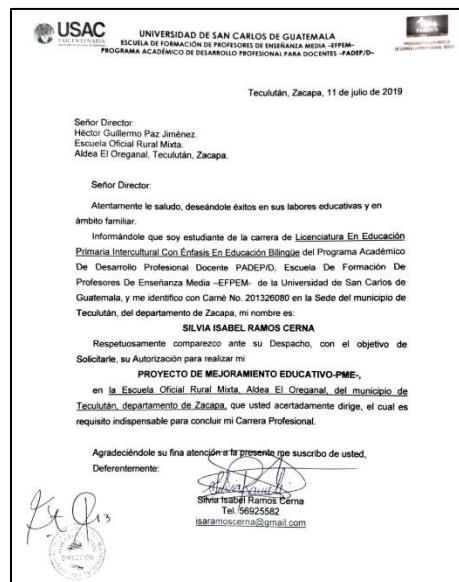 USAC
TRICENTENARIA
UNIVERSIDAD DE SAN CARLOS DE GUATEMALA
ESCUELA DE FORMACIÓN DE PROFESORES DE ENSEÑANZA MEDIA –EFPEM–
PROGRAMA ACADÉMICO DE DESARROLLO PROFESIONAL PARA DOCENTES –PADEP/D–
Teculután, Zacapa, 11 de julio de 2019
Señor Director:
Héctor Guillermo Paz Jiménez.
Escuela Oficial Rural Mixta.
Aldea El Oreganal, Teculután, Zacapa.
Señor Director:
Atentamente le saludo, deseándole éxitos en sus labores educativas y en
ámbito familiar.
Informándole que soy estudiante de la carrera de Licenciatura En Educación
Primaria Intercultural Con Énfasis En Educación Bilingüe del Programa Académico
De Desarrollo Profesional Docente PADEP/D, Escuela De Formación De
Profesores De Enseñanza Media –EFPEM- de la Universidad de San Carlos de
Guatemala, y me identifico con Carné No. 201326080 en la Sede del municipio de
Teculután, del departamento de Zacapa, mi nombre es:
SILVIA ISABEL RAMOS CERNA
Respetuosamente comparezco ante su Despacho, con el objetivo de
Solicitarle, su Autorización para realizar mi
PROYECTO DE MEJORAMIENTO EDUCATIVO-PME-,
en la Escuela Oficial Rural Mixta, Aldea El Oreganal, del municipio de
Teculután, departamento de Zacapa, que usted acertadamente dirige, el cual es
requisito indispensable para concluir mi Carrera Profesional.
Agradeciéndole su fina atención a la presente me suscribo de usted,
Deferentemente:
Silvia Isabel Ramos Cerna
Tel. 56925582
isaramoscerna@gmail.com
DIRECCION